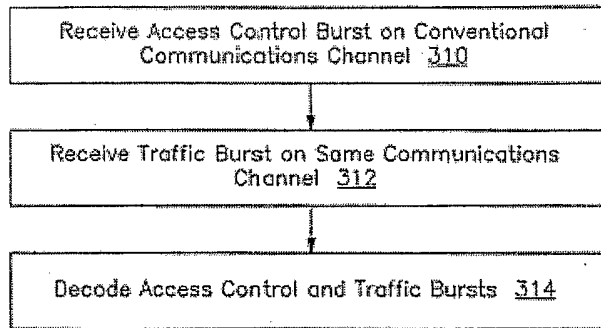 Receive Access Control Burst on Conventional
Communications Channel 310
Receive Traffic Burst on Same Communications
Channel 312
Decode Access Control and Traffic Bursts 314